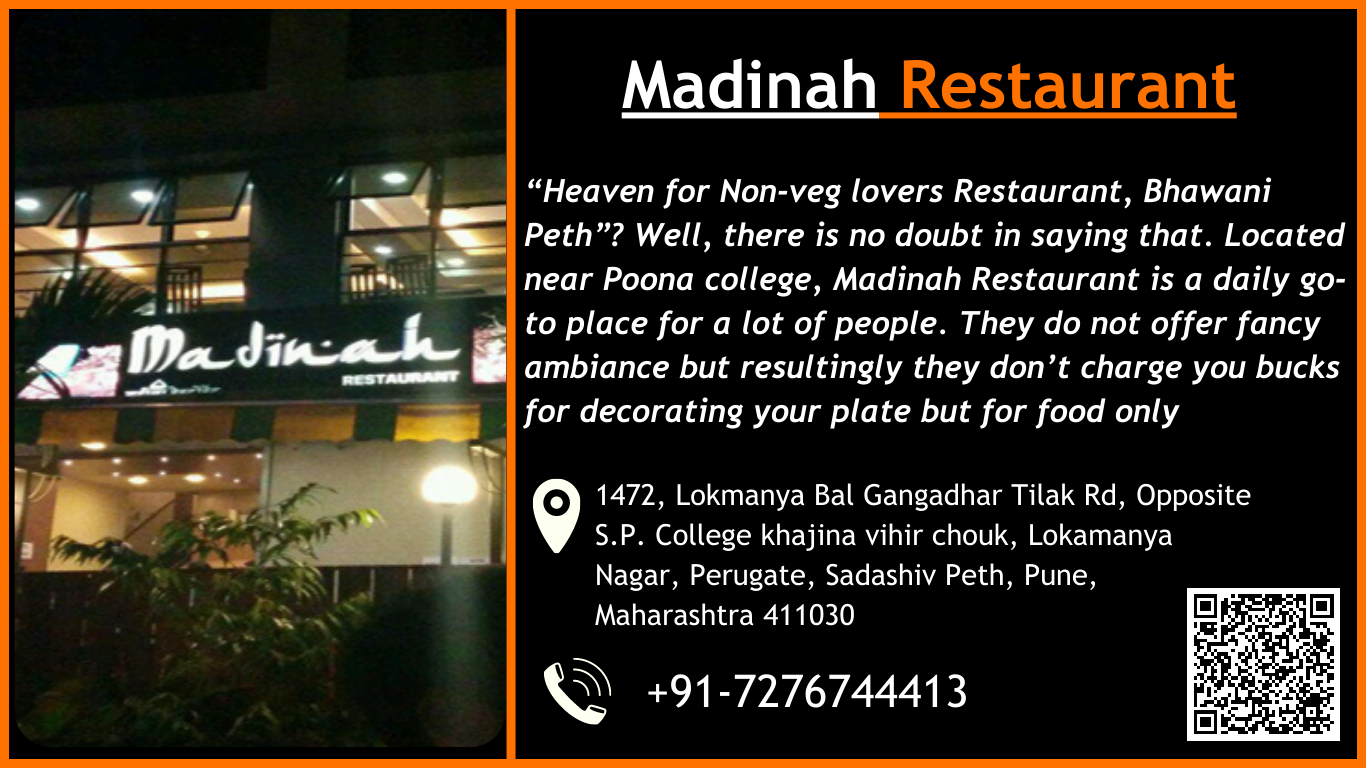 Madinah
RESTAURANT
Madinah Restaurant
“Heaven for Non-veg lovers Restaurant, Bhawani
Peth”? Well, there is no doubt in saying that. Located
near Poona college, Madinah Restaurant is a daily go-
to place for a lot of people. They do not offer fancy
ambiance but resultingly they don’t charge you bucks
for decorating your plate but for food only
1472, Lokmanya Bal Gangadhar Tilak Rd, Opposite
S.P. College khajina vihir chouk, Lokamanya
Nagar, Perugate, Sadashiv Peth, Pune,
Maharashtra 411030
+91-7276744413